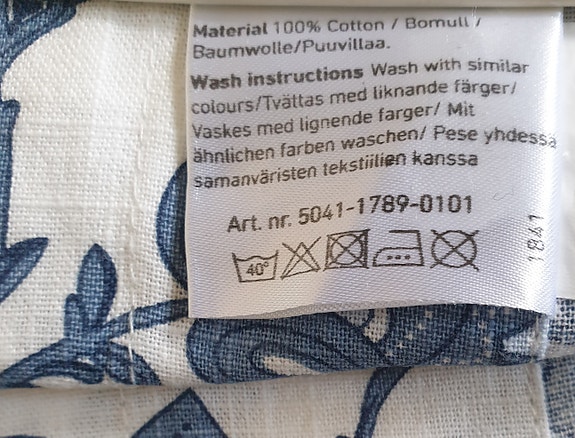 Material 100% Cotton / Bomull /
Baumwolle/Puuvillaa.
Wash instructions Wash with similar
colours/Tvättas med liknande färger/
Vaskes med lignende farger/ Mit
ähnlichen farben waschen/ Pese yhdessä
samanväristen tekstiilien kanssa
Art. nr. 5041-1789-0101
40°
1841